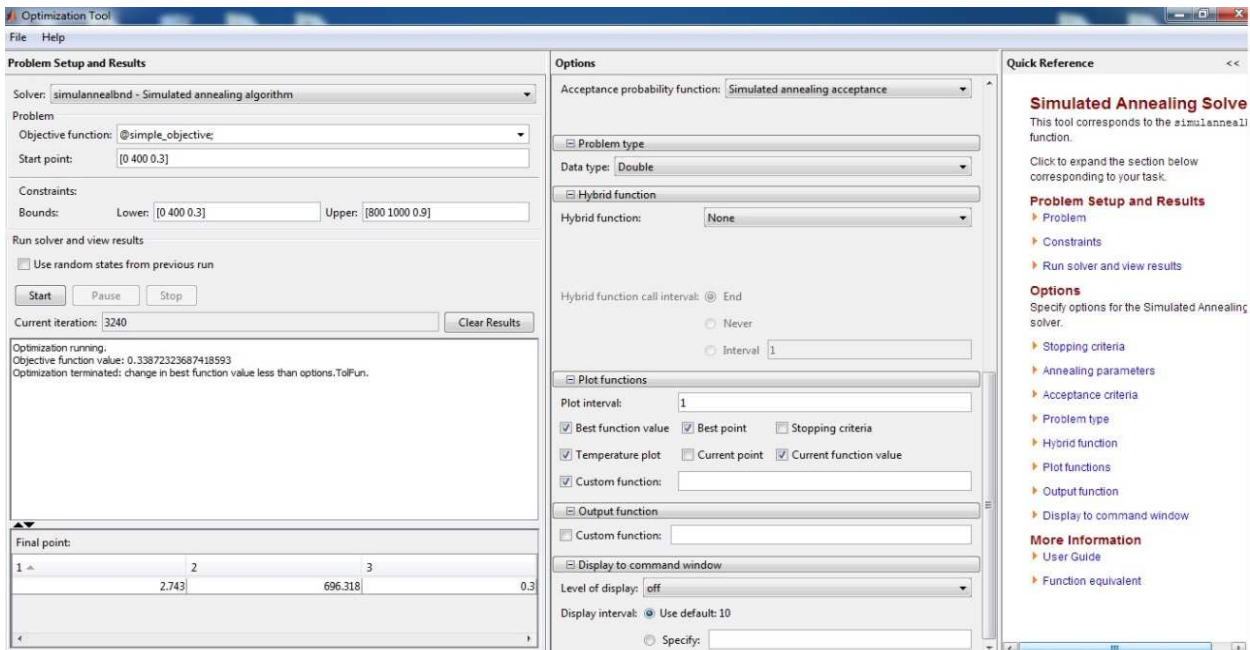 Optimization Tool
File Help
Problem Setup and Results
Solver: simulannealbnd - Simulated annealing algorithm
Problem
Objective function: @simple_objective;
Start point: [0 400 0.3]
Constraints:
Bounds: Lower: [0 400 0.3] Upper: [800 1000 0.9]
Run solver and view results
Use random states from previous run
Start Pause Stop
Current iteration: 3240 Clear Results
Optimization running.
Objective function value: 0.33872323687418593
Optimization terminated: change in best function value less than options.TolFun.
Final point:
1 2 3
2.743 696.318 0.3
Options
Acceptance probability function: Simulated annealing acceptance
Problem type
Data type: Double
Hybrid function
Hybrid function: None
Hybrid function call interval: End
Never
Interval 1
Plot functions
Plot interval: 1
Best function value Best point Stopping criteria
Temperature plot Current point Current function value
Custom function:
Output function
Custom function:
Display to command window
Level of display: off
Display interval: Use default: 10
Specify:
Quick Reference <<
Simulated Annealing Solve
This tool corresponds to the simulanneall
function.
Click to expand the section below
corresponding to your task.
Problem Setup and Results
Problem
Constraints
Run solver and view results
Options
Specify options for the Simulated Annealing
solver.
Stopping criteria
Annealing parameters
Acceptance criteria
Problem type
Hybrid function
Plot functions
Output function
Display to command window
More Information
User Guide
Function equivalent